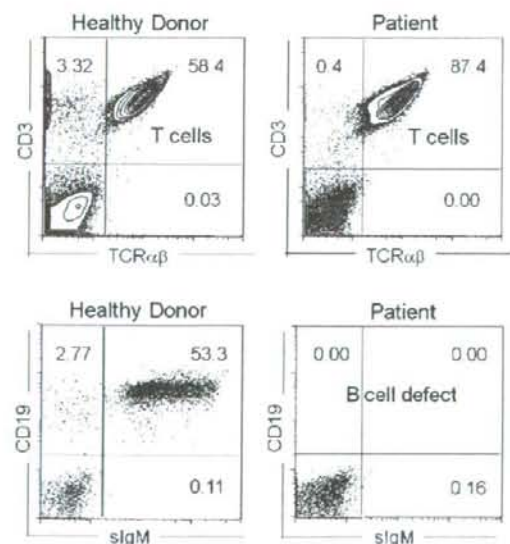 Healthy Donor
Patient
3.32
58.4
0.4
87.4
CD3
T cells
CD3
T cells
0.03
0.00
TCRαβ
TCRαβ
Healthy Donor
Patient
2.77
53.3
0.00
0.00
CD19
CD19
B cell defect
0.11
0.16
sIgM
sIgM